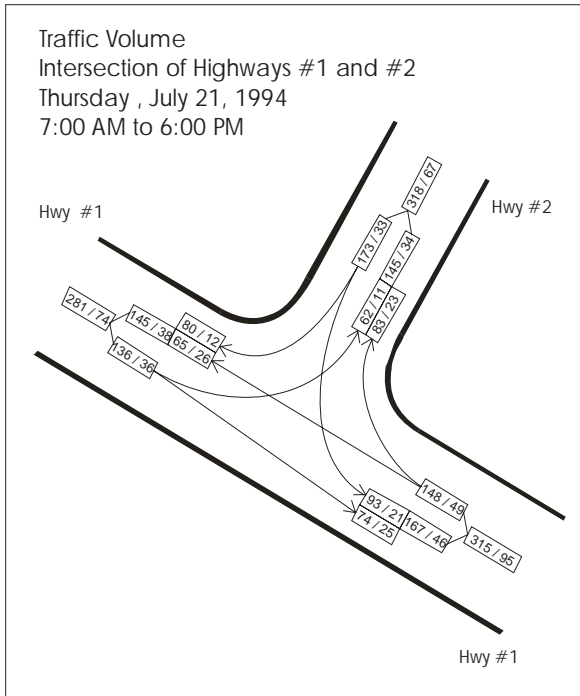 Traffic Volume
Intersection of Highways #1 and #2
Thursday , July 21, 1994
7:00 AM to 6:00 PM
Hwy #1
Hwy #2
318 / 67
173 / 33
145 / 34
62 / 11
83 / 23
281 / 74
145 / 38
80 / 12
65 / 26
136 / 36
148 / 49
93 / 21
74 / 25
167 / 46
315 / 95
Hwy #1